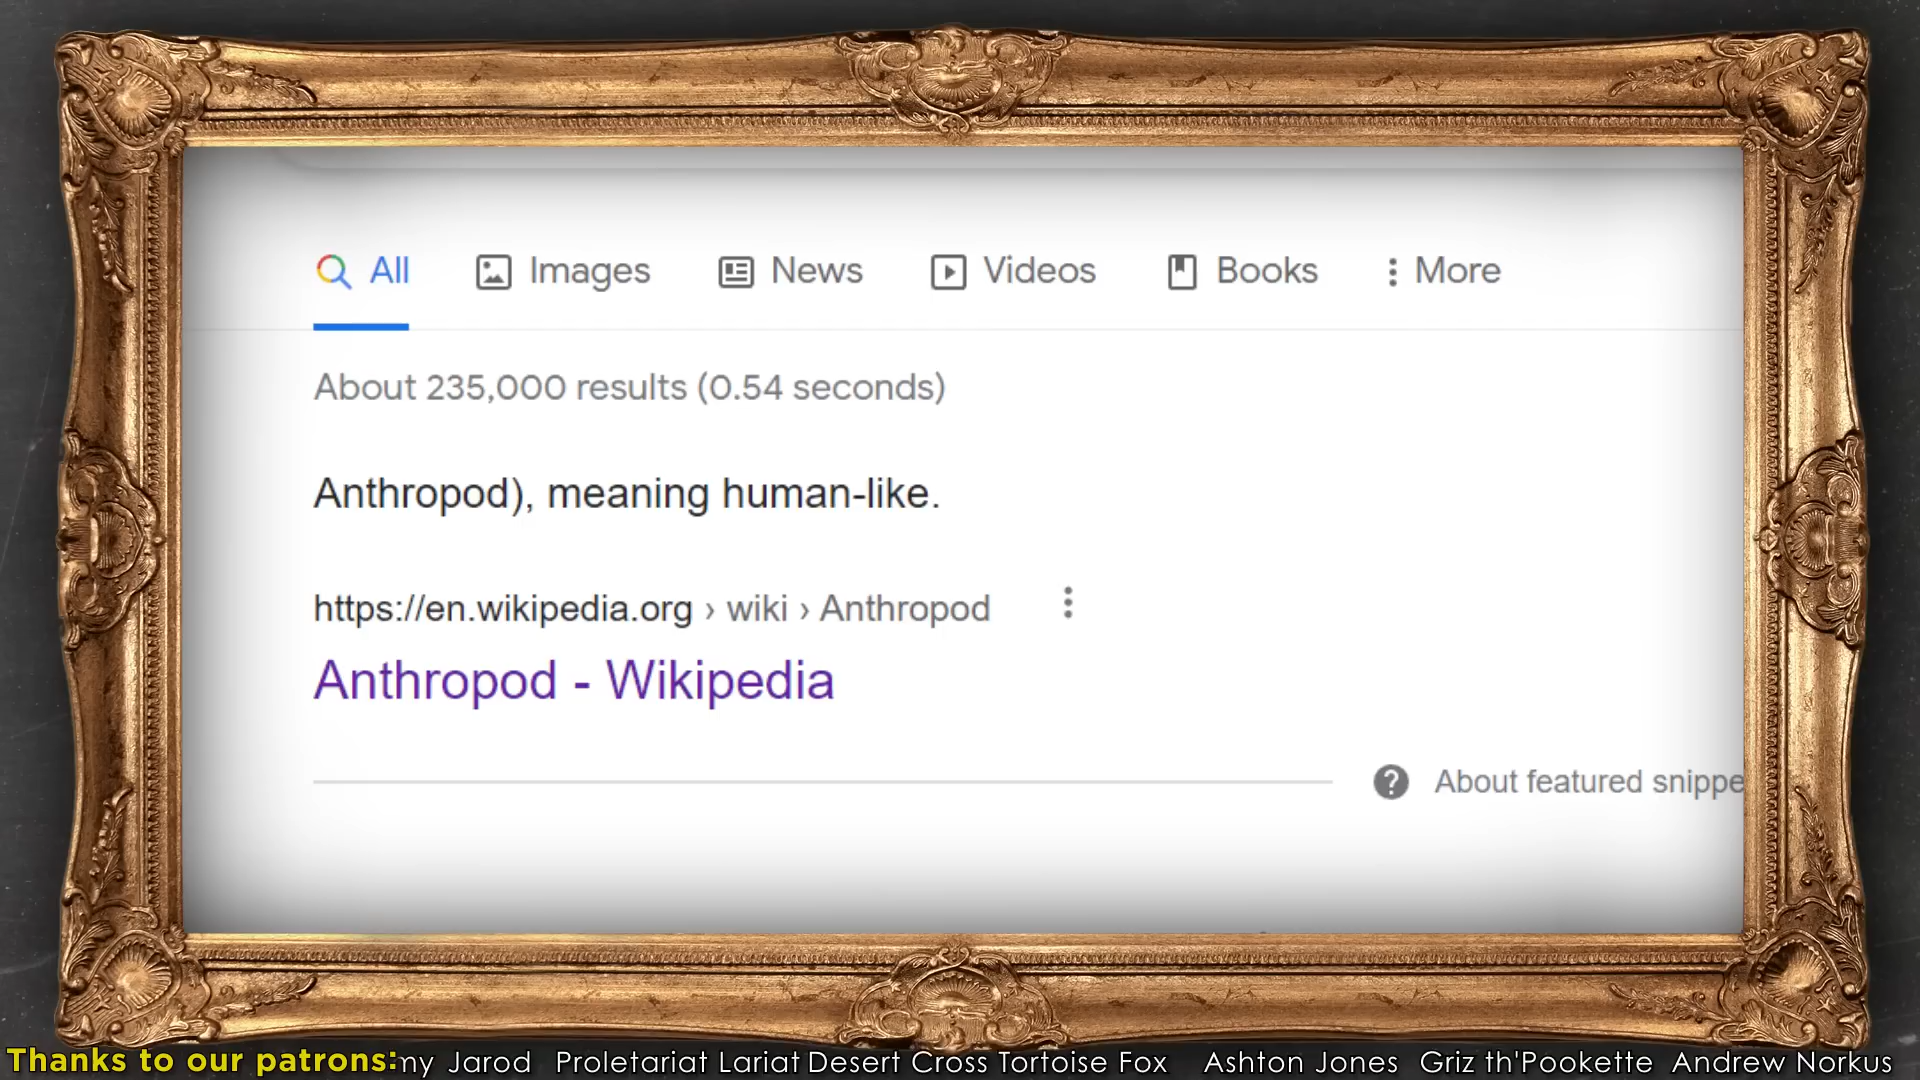 All Images News Videos Books More
About 235,000 results (0.54 seconds)
Anthropod), meaning human-like.
https://en.wikipedia.org › wiki › Anthropod
Anthropod - Wikipedia
About featured snippe
Thanks to our patrons: my Jarod Proletariat Lariat Desert Cross Tortoise Fox Ashton Jones Griz th'Pookette Andrew Norkus